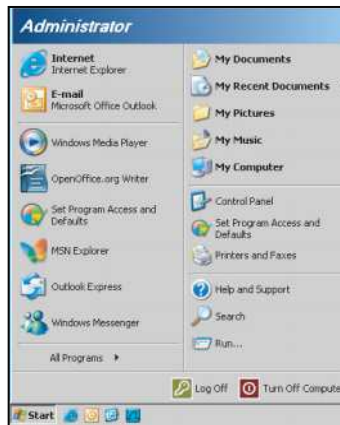 Administrator
Internet
Internet Explorer
E-mail
Microsoft Office Outlook
Windows Media Player
OpenOffice.org Writer
Set Program Access and
Defaults
MSN Explorer
Outlook Express
Windows Messenger
All Programs
My Documents
My Recent Documents
My Pictures
My Music
My Computer
Control Panel
Set Program Access and
Defaults
Printers and Faxes
Help and Support
Search
Run...
Log Off
Turn Off Compute
Start